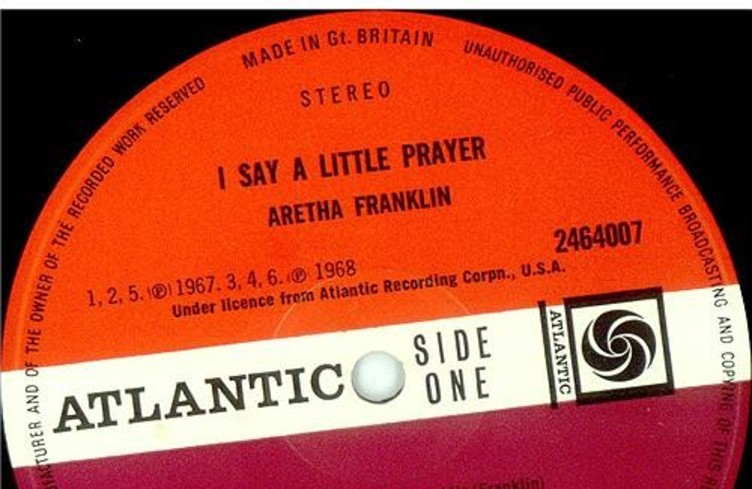 MANUFACTURER AND OF THE OWNER OF THE RECORDED WORK RESERVED
MADE IN Gt. BRITAIN
UNAUTHORISED PUBLIC PERFORMANCE BROADCASTING AND COPYING OF THIS
STEREO
I SAY A LITTLE PRAYER
ARETHA FRANKLIN
2464007
1, 2, 5. ℗ 1967. 3, 4, 6. ℗ 1968
Under licence from Atlantic Recording Corpn., U.S.A.
ATLANTIC
SIDE
ONE
ATLANTIC
(Franklin)